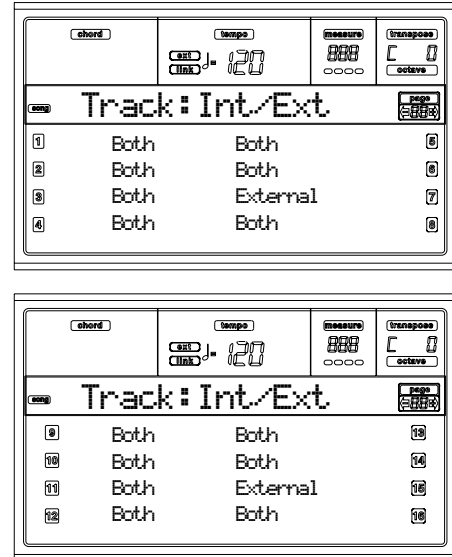 chord tempo measure transpose
ext link ♩= 120 888 C 0
octave
song Track:Int/Ext page 88
1 Both Both 5
2 Both Both 6
3 Both External 7
4 Both Both 8
chord tempo measure transpose
ext link ♩= 120 888 C 0
octave
song Track:Int/Ext page 88
9 Both Both 13
10 Both Both 14
11 Both External 15
12 Both Both 16